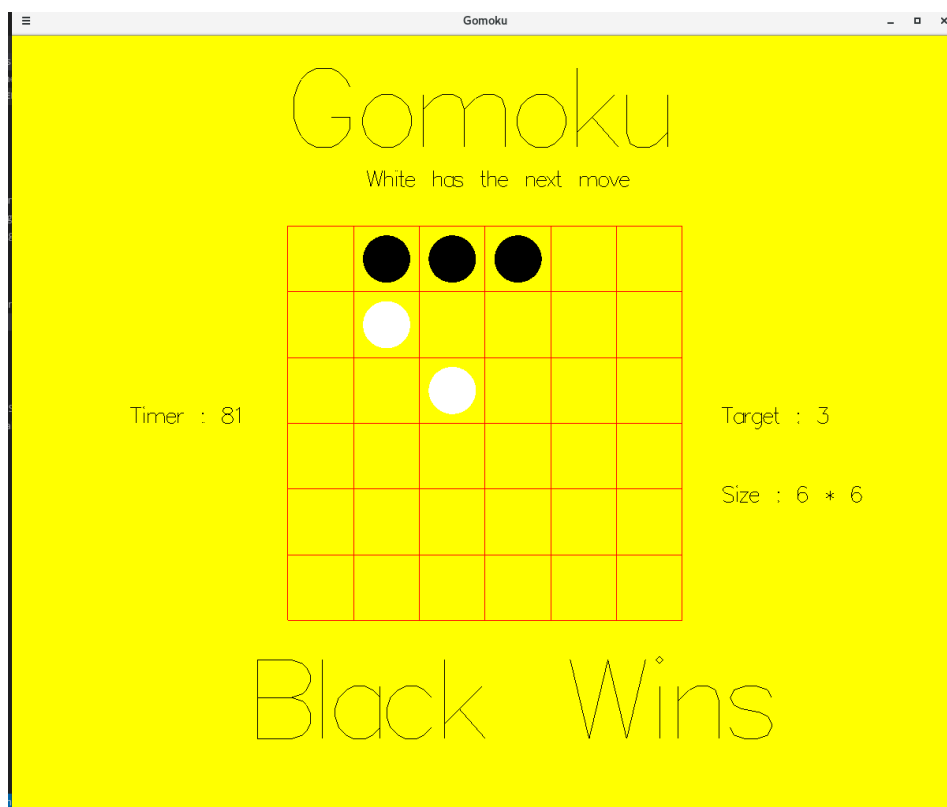 Gomoku
Gomoku
White has the next move
Timer : 81
Target : 3
Size : 6 * 6
Black Wins